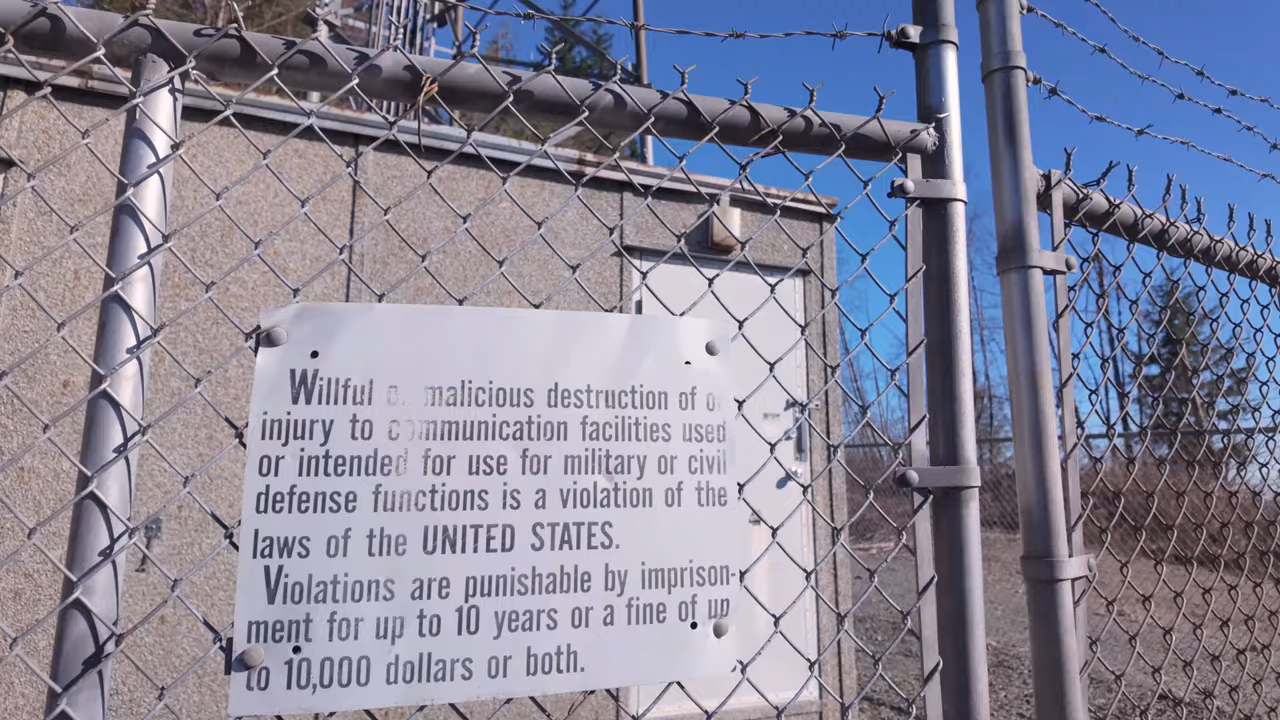 Willful malicious destruction of or
injury to communication facilities used
or intended for use for military or civil
defense functions is a violation of the
laws of the UNITED STATES.
Violations are punishable by imprison-
ment for up to 10 years or a fine of up
to 10,000 dollars or both.